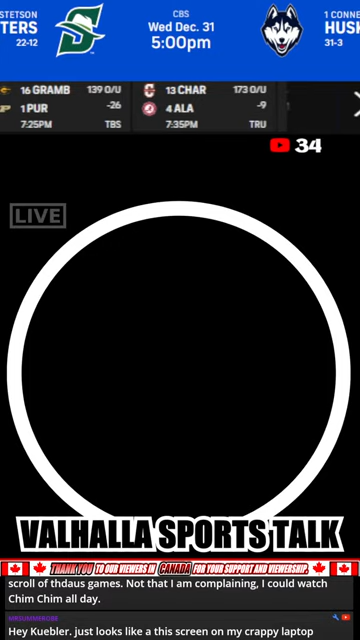 STETSON
TERS
22-12
S
CBS
Wed Dec. 31
5:00pm
1 CONNE
HUSK
31-3
16 GRAMB 139 O/U
1 PUR -26
7:25PM TBS
13 CHAR 173 O/U
4 ALA -9
7:35PM TRU
34
LIVE
VALHALLA SPORTS TALK
THANK YOU TO OUR VIEWERS IN CANADA FOR YOUR SUPPORT AND VIEWERSHIP.
scroll of thdaus games. Not that I am complaining, I could watch
Chim Chim all day.
MRSUMMEROB8
Hey Kuebler. just looks like a this screen on my crappy laptop